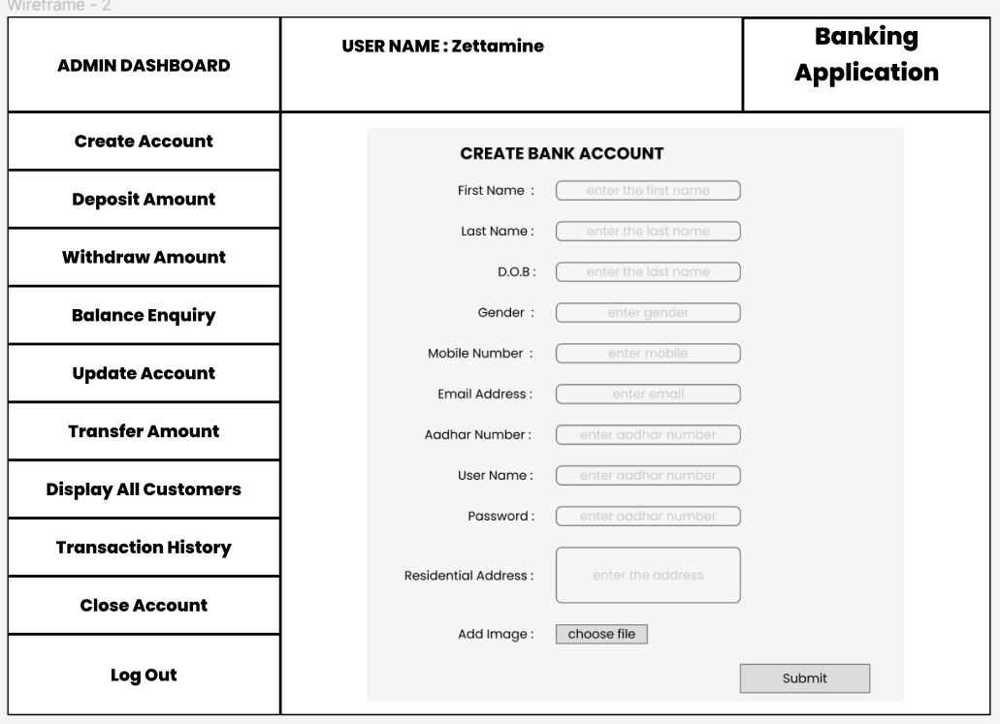 Wireframe - 2
ADMIN DASHBOARD
USER NAME : Zettamine
Banking
Application
Create Account
Deposit Amount
Withdraw Amount
Balance Enquiry
Update Account
Transfer Amount
Display All Customers
Transaction History
Close Account
Log Out
CREATE BANK ACCOUNT
First Name : enter the first name
Last Name : enter the last name
D.O.B : enter the last name
Gender : enter gender
Mobile Number : enter mobile
Email Address : enter email
Aadhar Number : enter aadhar number
User Name : enter aadhar number
Password : enter aadhar number
Residential Address : enter the address
Add Image : choose file
Submit